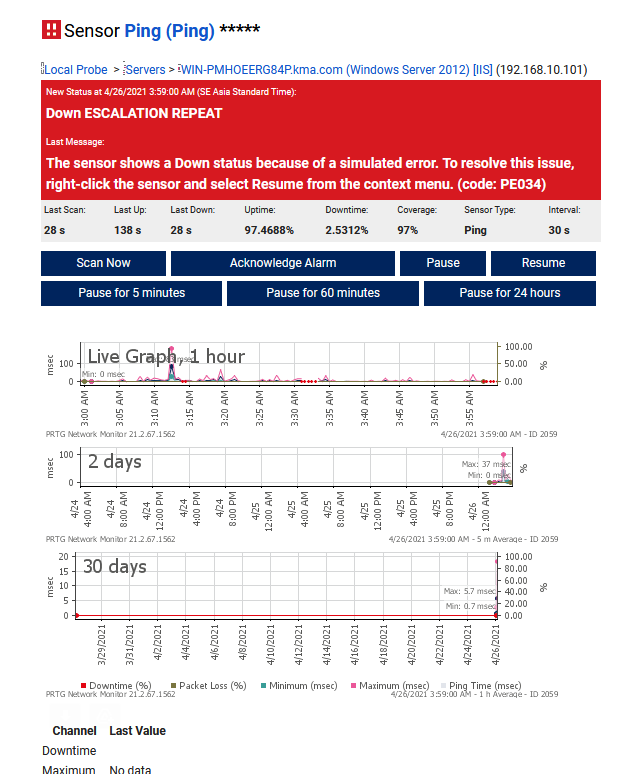 Sensor Ping (Ping) *****
Local Probe > Servers > WIN-PMHOEERG84P.kma.com (Windows Server 2012) [IIS] (192.168.10.101)
New Status at 4/26/2021 3:59:00 AM (SE Asia Standard Time):
Down ESCALATION REPEAT
Last Message:
The sensor shows a Down status because of a simulated error. To resolve this issue,
right-click the sensor and select Resume from the context menu. (code: PE034)
Last Scan: Last Up: Last Down: Uptime: Downtime: Coverage: Sensor Type: Interval:
28 s 138 s 28 s 97.4688% 2.5312% 97% Ping 30 s
Scan Now Acknowledge Alarm Pause Resume
Pause for 5 minutes Pause for 60 minutes Pause for 24 hours
Live Graph, 1 hour
msec
100
0
Min: 0 msec
100.00
50.00
0.00
%
3:00 AM 3:05 AM 3:10 AM 3:15 AM 3:20 AM 3:25 AM 3:30 AM 3:35 AM 3:40 AM 3:45 AM 3:50 AM 3:55 AM
PRTG Network Monitor 21.2.67.1562 4/26/2021 3:59:00 AM - ID 2059
2 days
msec
100
0
Max: 37 msec
Min: 0 msec
%
4/24 4:00 AM 4/24 8:00 AM 4/24 12:00 PM 4/24 4:00 PM 4/24 8:00 PM 4/25 12:00 AM 4/25 4:00 AM 4/25 8:00 AM 4/25 12:00 PM 4/25 4:00 PM 4/25 8:00 PM 4/26 12:00 AM
PRTG Network Monitor 21.2.67.1562 4/26/2021 3:59:00 AM - 5 m Average - ID 2059
30 days
msec
20
15
10
5
0
Max: 5.7 msec
Min: 0.7 msec
100.00
80.00
60.00
40.00
20.00
0.00
%
3/29/2021 3/31/2021 4/2/2021 4/4/2021 4/6/2021 4/8/2021 4/10/2021 4/12/2021 4/14/2021 4/16/2021 4/18/2021 4/20/2021 4/22/2021 4/24/2021 4/26/2021
Downtime (%) Packet Loss (%) Minimum (msec) Maximum (msec) Ping Time (msec)
PRTG Network Monitor 21.2.67.1562 4/26/2021 3:59:00 AM - 1 h Average - ID 2059
Channel Last Value
Downtime
Maximum No data